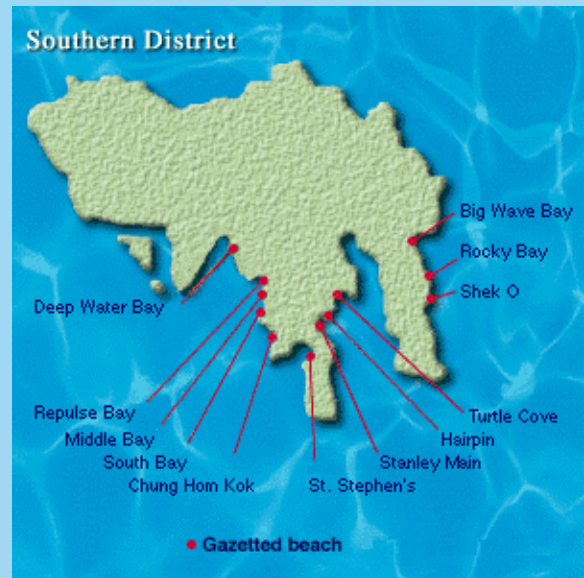 Southern District
Big Wave Bay
Rocky Bay
Shek O
Deep Water Bay
Repulse Bay
Turtle Cove
Middle Bay
Hairpin
South Bay
Stanley Main
Chung Hom Kok
St. Stephen's
Gazetted beach